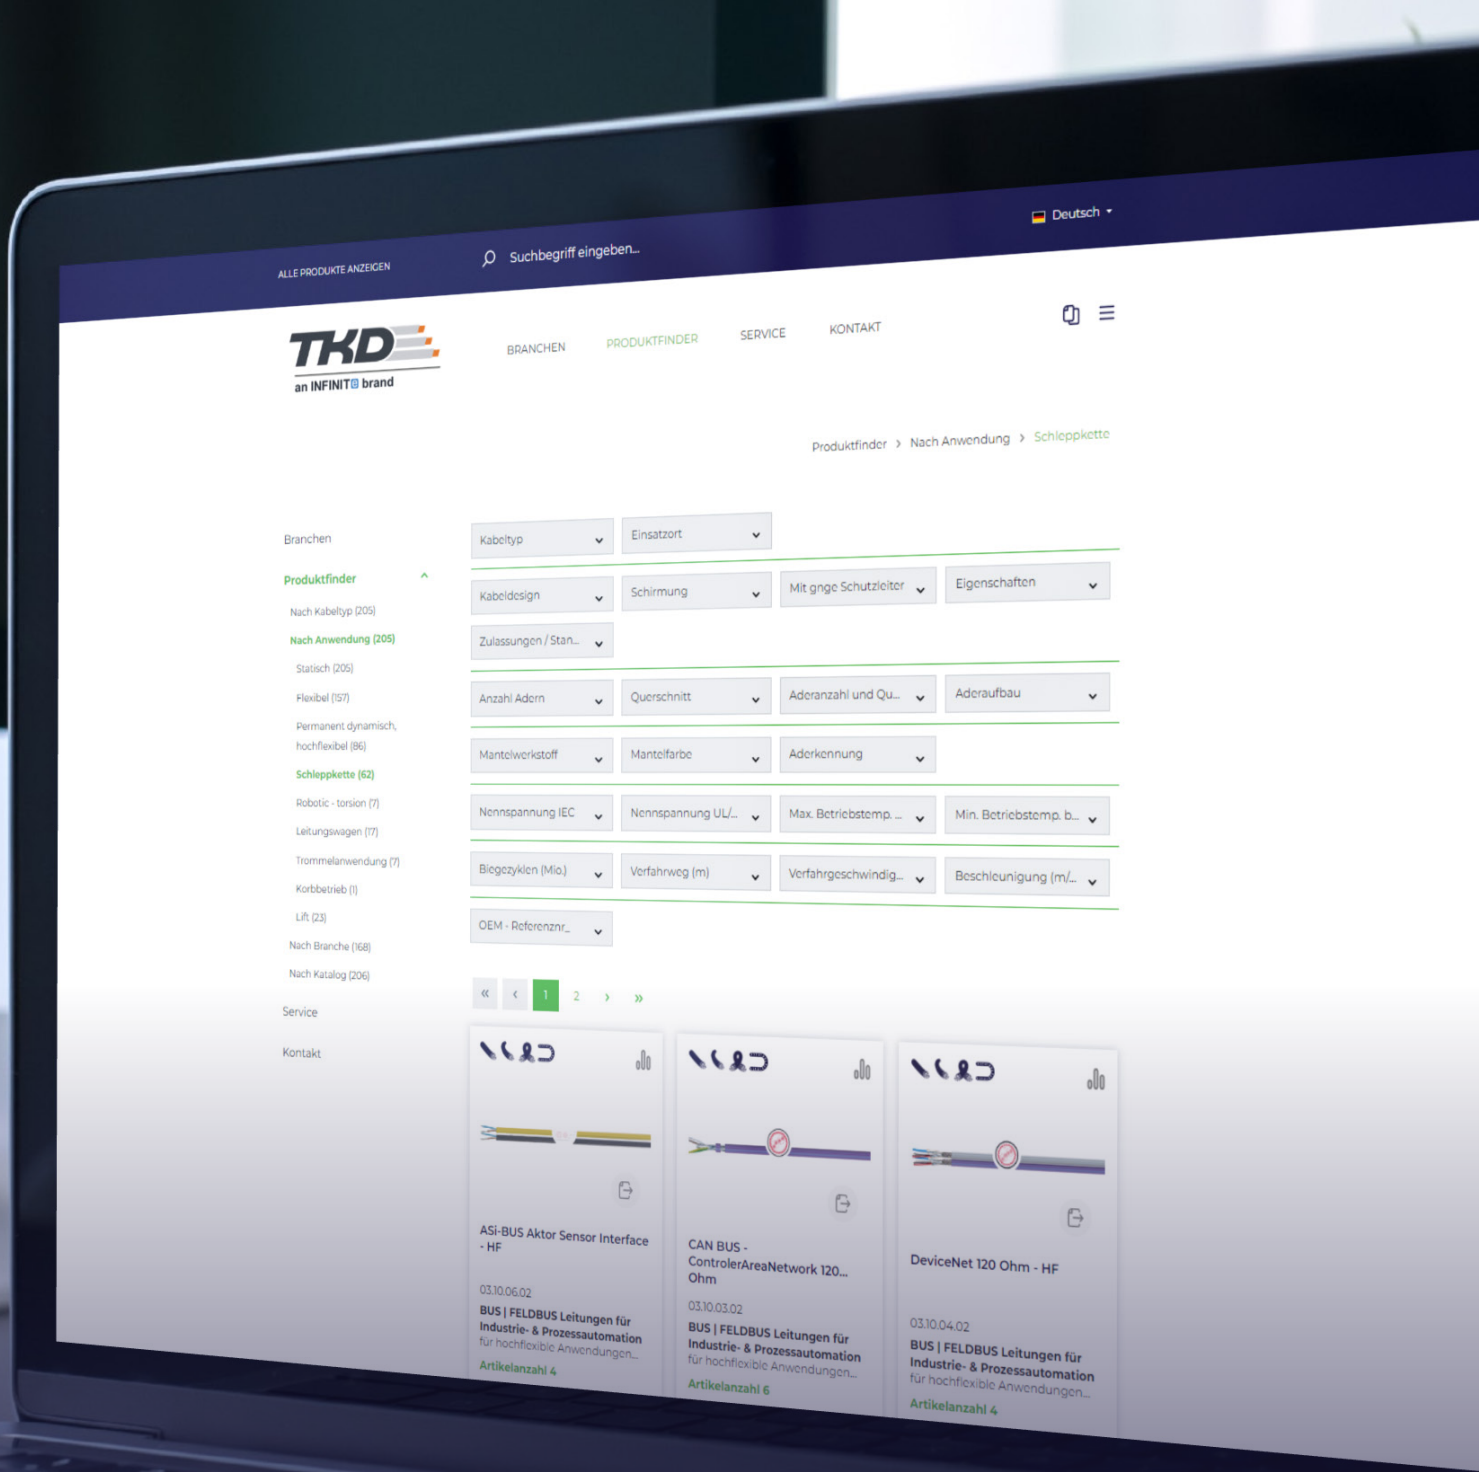 ALLE PRODUKTE ANZEIGEN
Suchbegriff eingeben...
Deutsch
TKD
an INFINITe brand
BRANCHEN
PRODUKTFINDER
SERVICE
KONTAKT
Produktfinder > Nach Anwendung > Schleppkette
Branchen
Produktfinder
Nach Kabeltyp (205)
Nach Anwendung (205)
Statisch (205)
Flexibel (157)
Permanent dynamisch,
hochflexibel (86)
Schleppkette (62)
Robotic - torsion (7)
Leitungswagen (17)
Trommelanwendung (7)
Korbbetrieb (1)
Lift (23)
Nach Branche (168)
Nach Katalog (206)
Service
Kontakt
Kabeltyp
Einsatzort
Kabeldesign
Schirmung
Mit gnge Schutzleiter
Eigenschaften
Zulassungen / Stan...
Anzahl Adern
Querschnitt
Aderanzahl und Qu...
Aderaufbau
Mantelwerkstoff
Mantelfarbe
Aderkennung
Nennspannung IEC
Nennspannung UL/...
Max. Betriebstemp. ...
Min. Betriebstemp. b...
Biegezyklen (Mio.)
Verfahrweg (m)
Verfahrgeschwindig...
Beschleunigung (m/...
OEM - Referenznr...
« ‹ 1 2 › »
ASi-BUS Aktor Sensor Interface
- HF
03.10.06.02
BUS | FELDBUS Leitungen für
Industrie- & Prozessautomation
für hochflexible Anwendungen...
Artikelanzahl 4
CAN BUS -
ControlerAreaNetwork 120...
Ohm
03.10.03.02
BUS | FELDBUS Leitungen für
Industrie- & Prozessautomation
für hochflexible Anwendungen...
Artikelanzahl 6
DeviceNet 120 Ohm - HF
03.10.04.02
BUS | FELDBUS Leitungen für
Industrie- & Prozessautomation
für hochflexible Anwendungen...
Artikelanzahl 4